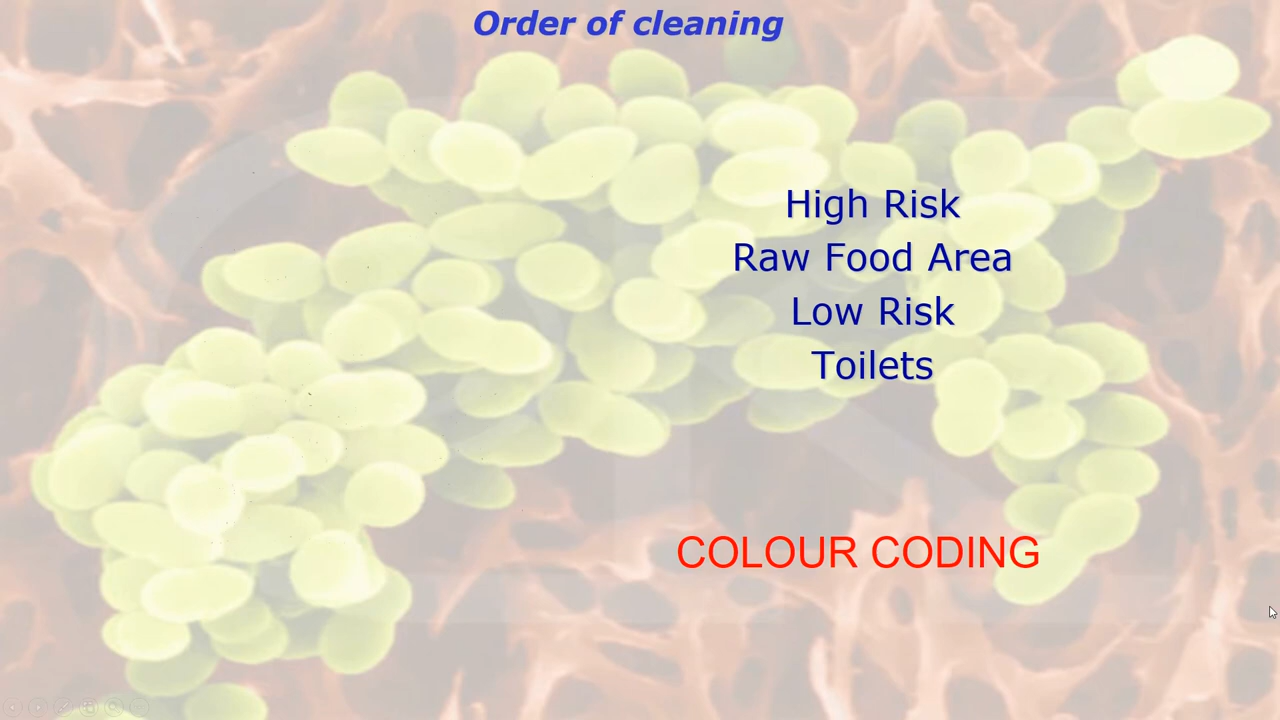 Order of cleaning
High Risk
Raw Food Area
Low Risk
Toilets
COLOUR CODING